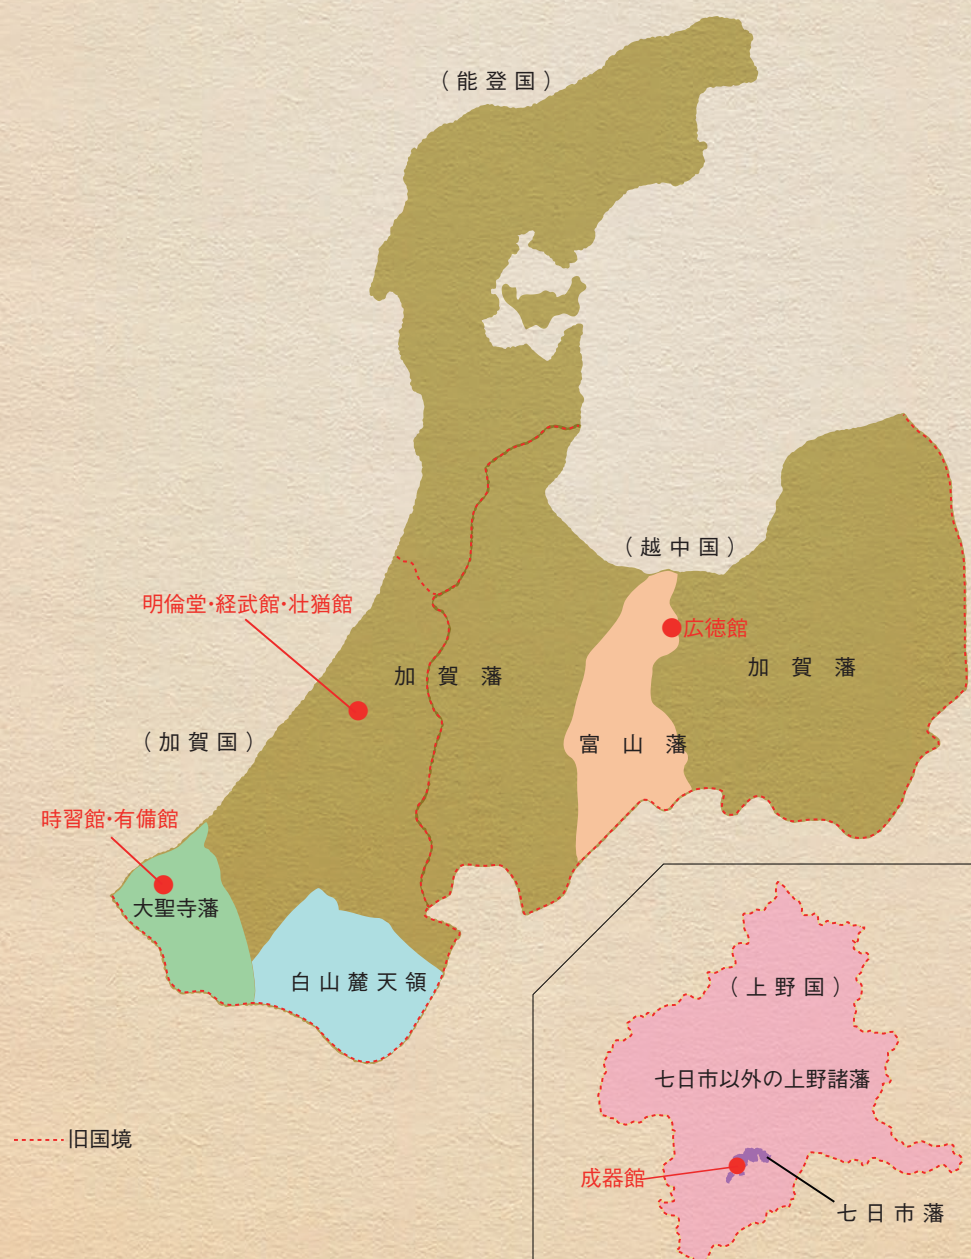 （能登国）
（越中国）
明倫堂・経武館・壮猶館
広徳館
加賀藩
加賀藩
（加賀国）
富山藩
時習館・有備館
大聖寺藩
白山麓天領
旧国境
（上野国）
七日市以外の上野諸藩
成器館
七日市藩